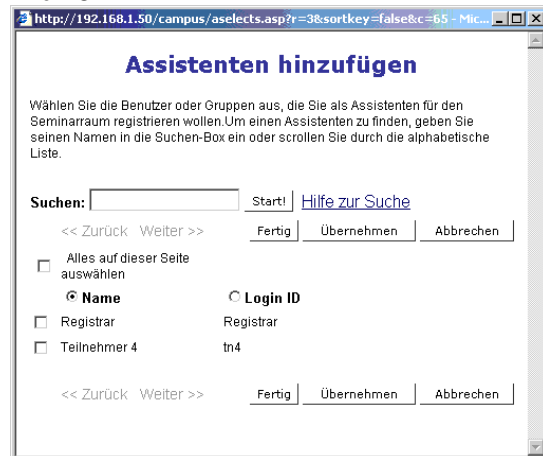 http://192.168.1.50/campus/aselects.asp?r=3&sortkey=false&c=65 - Mic...
Assistenten hinzufügen
Wählen Sie die Benutzer oder Gruppen aus, die Sie als Assistenten für den
Seminarraum registrieren wollen.Um einen Assistenten zu finden, geben Sie
seinen Namen in die Suchen-Box ein oder scrollen Sie durch die alphabetische
Liste.
Suchen: Start! Hilfe zur Suche
<< Zurück Weiter >> Fertig Übernehmen Abbrechen
Alles auf dieser Seite
auswählen
Name Login ID
Registrar Registrar
Teilnehmer 4 tn4
<< Zurück Weiter >> Fertig Übernehmen Abbrechen